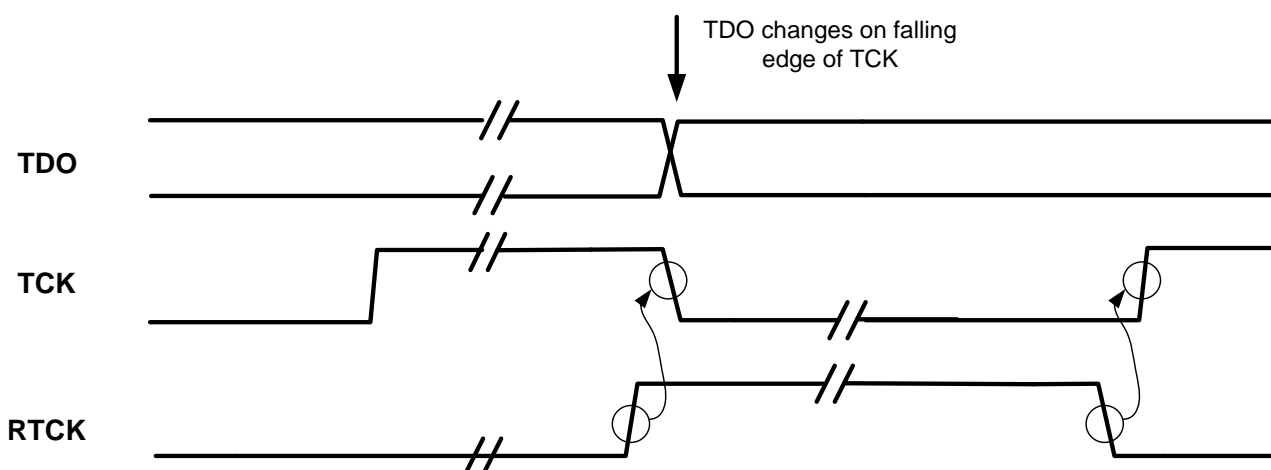 TDO changes on falling
edge of TCK
TDO
TCK
RTCK